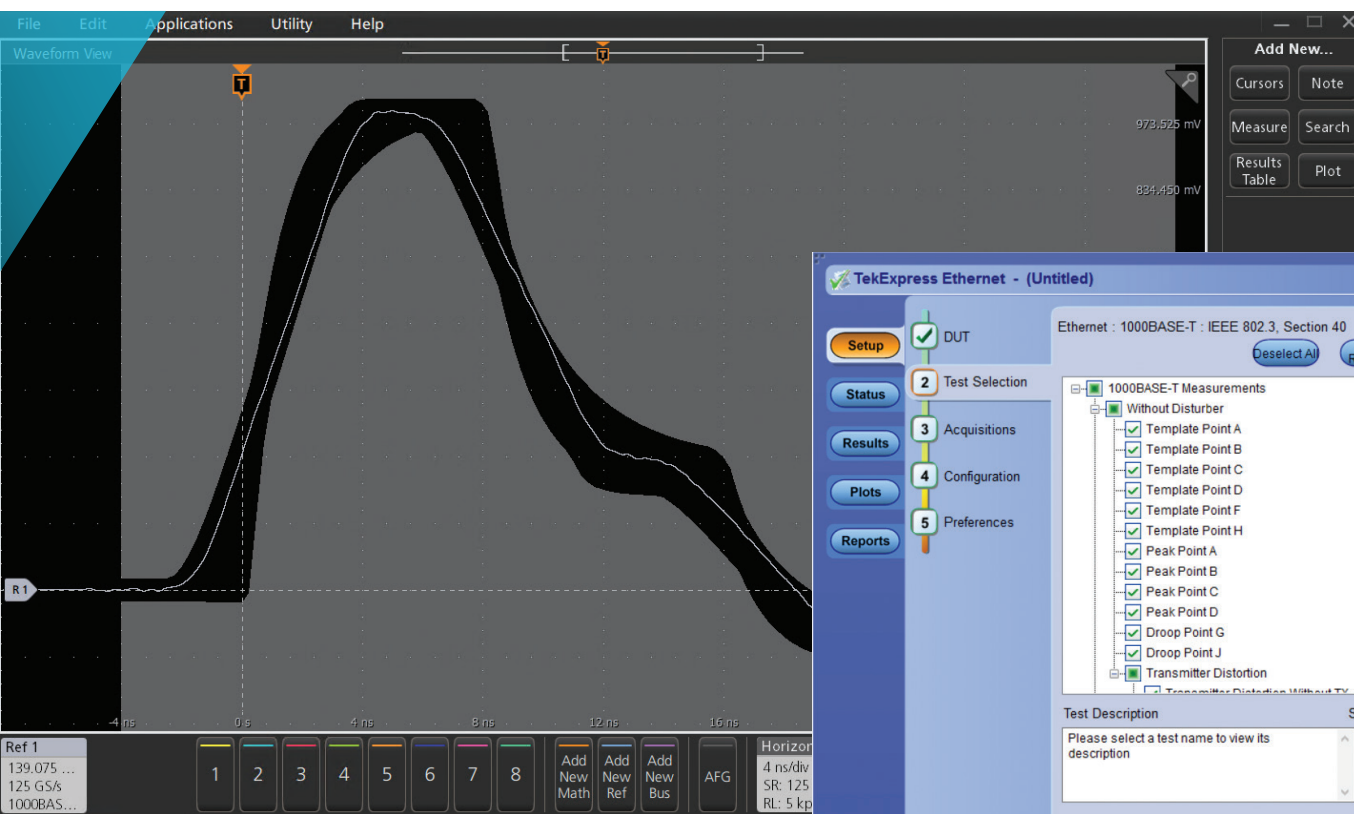 File Edit Applications Utility Help
Waveform View
T
T
973.525 mV
834.450 mV
R1
-4 ns 0 s 4 ns 8 ns 12 ns 16 ns
Add New...
Cursors Note
Measure Search
Results Table Plot
TekExpress Ethernet - (Untitled)
Setup
Status
Results
Plots
Reports
DUT
2 Test Selection
3 Acquisitions
4 Configuration
5 Preferences
Ethernet : 1000BASE-T : IEEE 802.3, Section 40
Deselect All
1000BASE-T Measurements
Without Disturber
Template Point A
Template Point B
Template Point C
Template Point D
Template Point F
Template Point H
Peak Point A
Peak Point B
Peak Point C
Peak Point D
Droop Point G
Droop Point J
Transmitter Distortion
Transmitter Distortion Without TX
Test Description
Please select a test name to view its
description
Ref 1
139.075 ...
125 GS/s
1000BAS...
1 2 3 4 5 6 7 8
Add New Math
Add New Ref
Add New Bus
AFG
Horizon
4 ns/div
SR: 125
RL: 5 kp